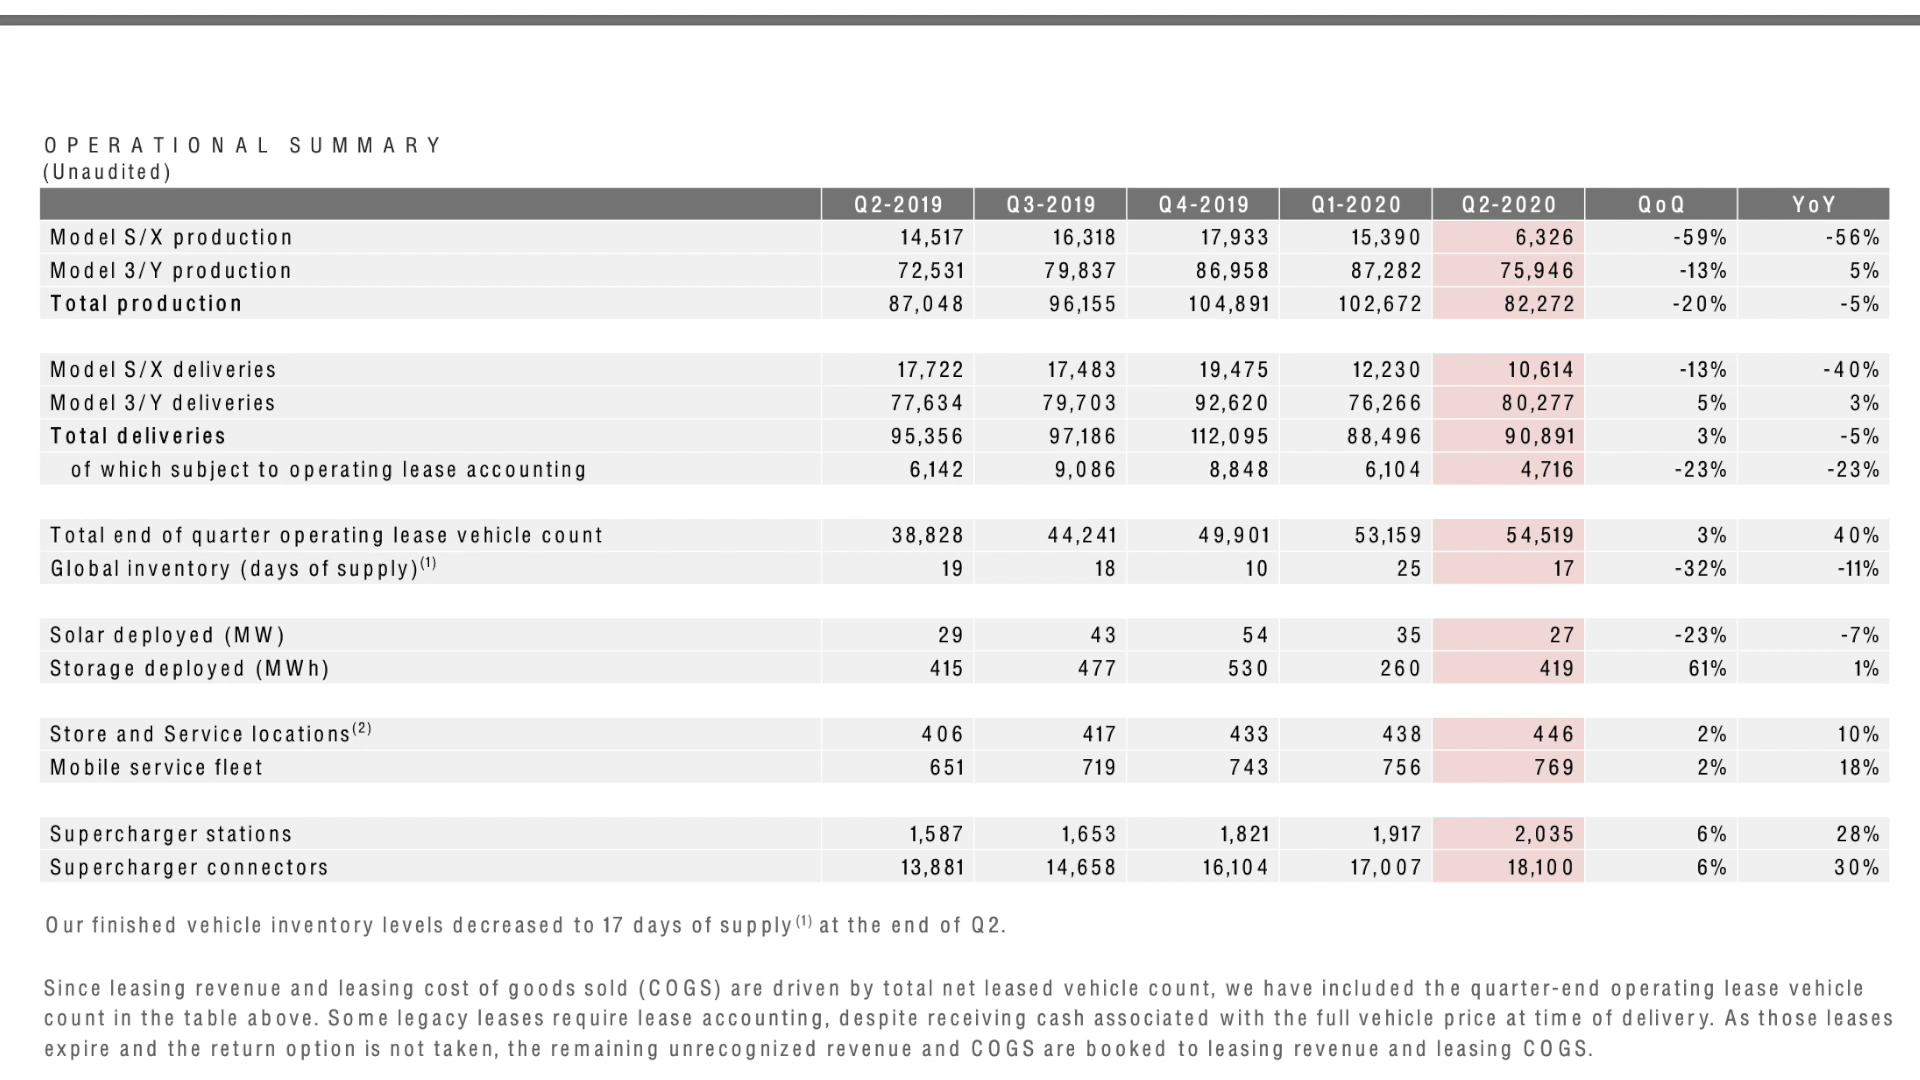 OPERATIONAL SUMMARY
(Unaudited)
Q2-2019 Q3-2019 Q4-2019 Q1-2020 Q2-2020 QoQ YoY
Model S/X production 14,517 16,318 17,933 15,390 6,326 -59% -56%
Model 3/Y production 72,531 79,837 86,958 87,282 75,946 -13% 5%
Total production 87,048 96,155 104,891 102,672 82,272 -20% -5%
Model S/X deliveries 17,722 17,483 19,475 12,230 10,614 -13% -40%
Model 3/Y deliveries 77,634 79,703 92,620 76,266 80,277 5% 3%
Total deliveries 95,356 97,186 112,095 88,496 90,891 3% -5%
of which subject to operating lease accounting 6,142 9,086 8,848 6,104 4,716 -23% -23%
Total end of quarter operating lease vehicle count 38,828 44,241 49,901 53,159 54,519 3% 40%
Global inventory (days of supply)(1) 19 18 10 25 17 -32% -11%
Solar deployed (MW) 29 43 54 35 27 -23% -7%
Storage deployed (MWh) 415 477 530 260 419 61% 1%
Store and Service locations(2) 406 417 433 438 446 2% 10%
Mobile service fleet 651 719 743 756 769 2% 18%
Supercharger stations 1,587 1,653 1,821 1,917 2,035 6% 28%
Supercharger connectors 13,881 14,658 16,104 17,007 18,100 6% 30%
Our finished vehicle inventory levels decreased to 17 days of supply(1) at the end of Q2.
Since leasing revenue and leasing cost of goods sold (COGS) are driven by total net leased vehicle count, we have included the quarter-end operating lease vehicle
count in the table above. Some legacy leases require lease accounting, despite receiving cash associated with the full vehicle price at time of delivery. As those leases
expire and the return option is not taken, the remaining unrecognized revenue and COGS are booked to leasing revenue and leasing COGS.